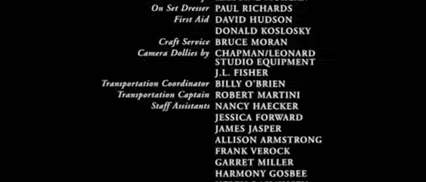 On Set Dresser PAUL RICHARDS
First Aid DAVID HUDSON
DONALD KOSLOSKY
Craft Service BRUCE MORAN
Camera Dollies by CHAPMAN/LEONARD
STUDIO EQUIPMENT
J.L. FISHER
Transportation Coordinator BILLY O'BRIEN
Transportation Captain ROBERT MARTINI
Staff Assistants NANCY HAECKER
JESSICA FORWARD
JAMES JASPER
ALLISON ARMSTRONG
FRANK VEROCK
GARRET MILLER
HARMONY GOSBEE